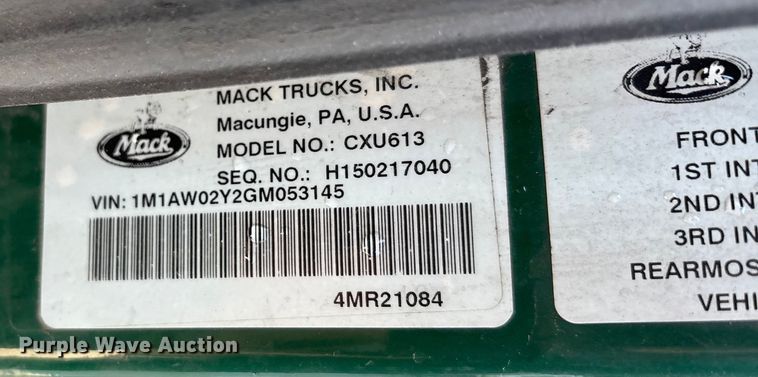 Mack
MACK TRUCKS, INC.
Macungie, PA, U.S.A.
MODEL NO.: CXU613
SEQ. NO.: H150217040
VIN: 1M1AW02Y2GM053145
4MR21084
Mack
FRONT
1ST INT
2ND INT
3RD IN
REARMOS
VEHI
Purple Wave Auction